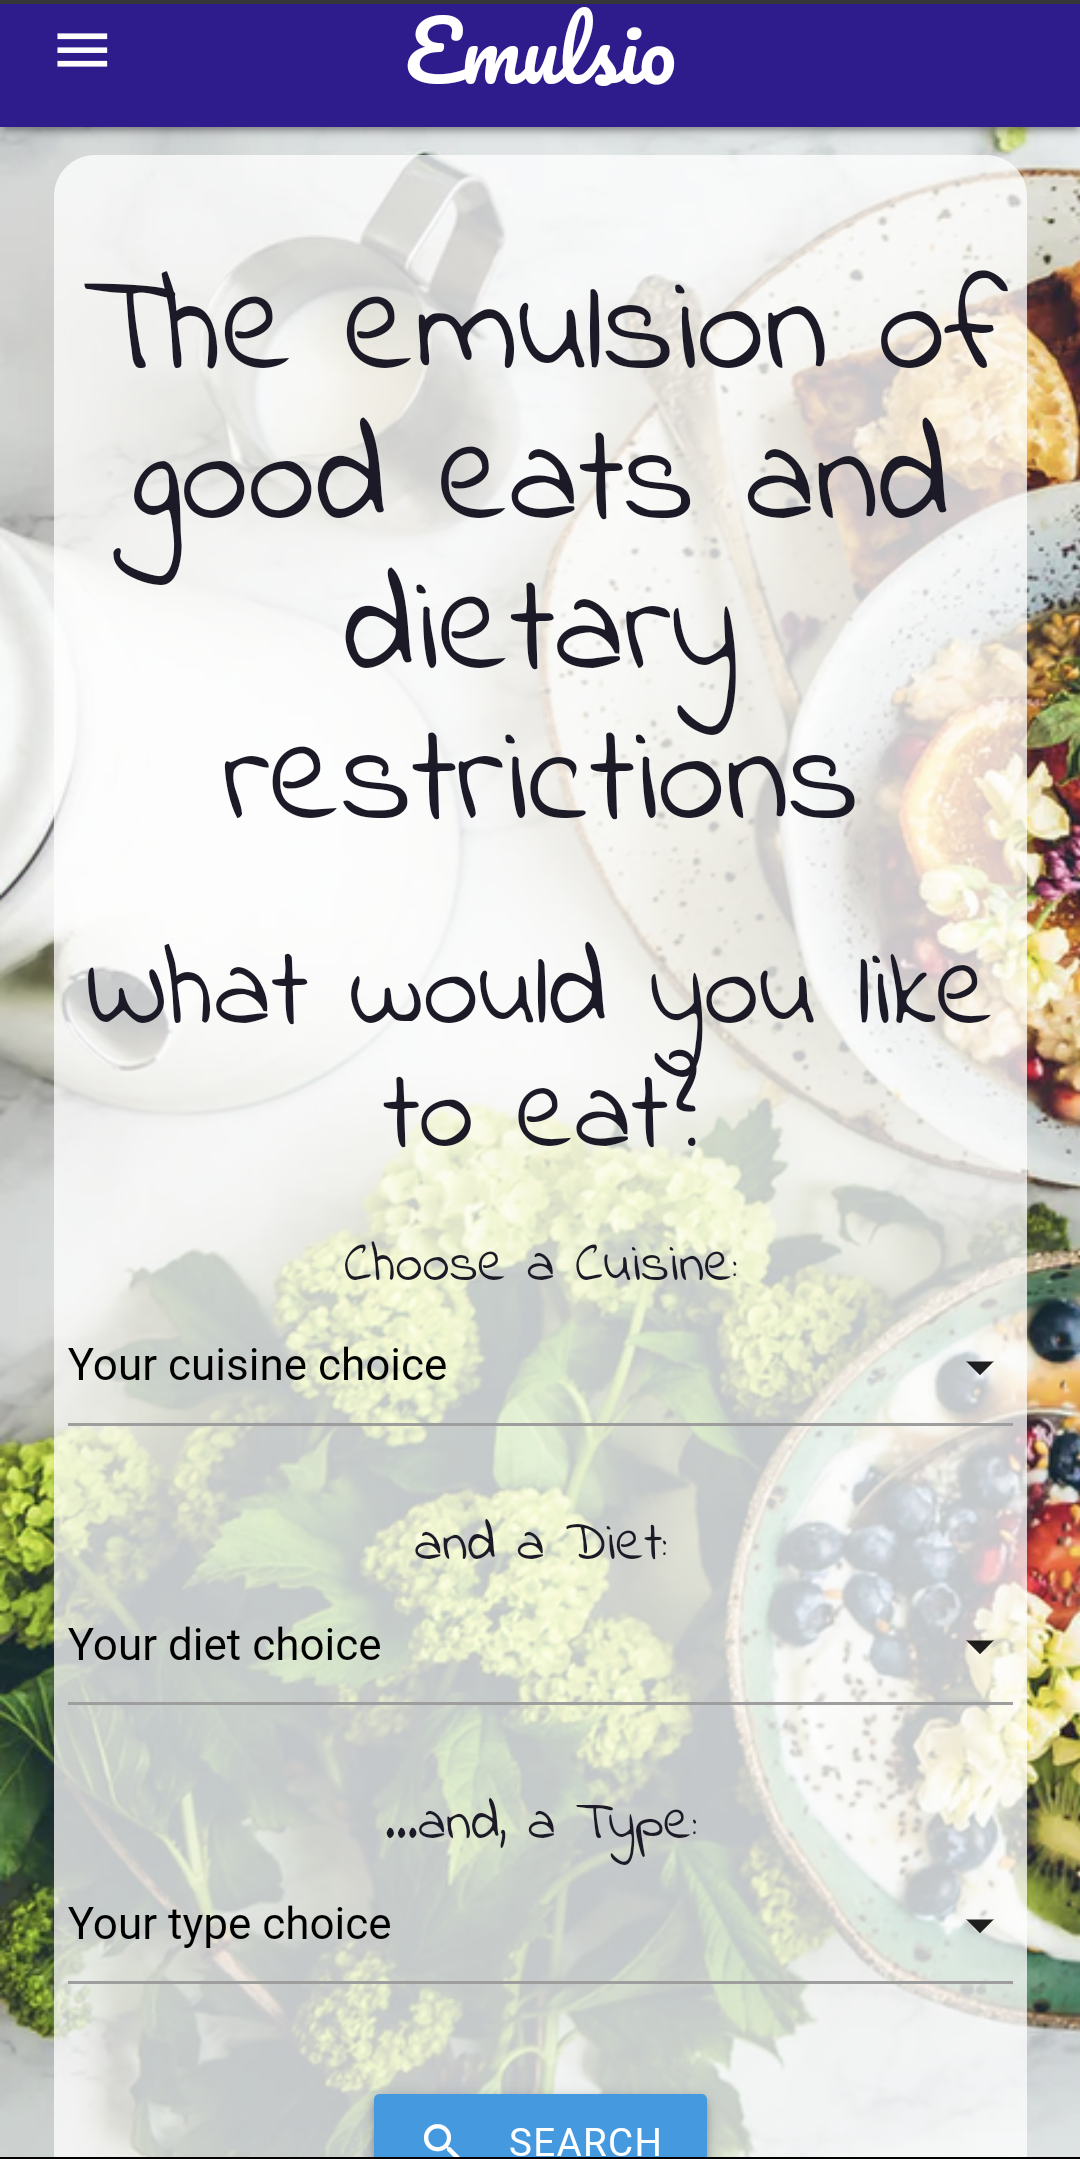 Emulsio
The emulsion of
good eats and
dietary
restrictions
What would you like
to eat?
Choose a Cuisine:
Your cuisine choice
and a Diet:
Your diet choice
...and, a Type:
Your type choice
SEARCH